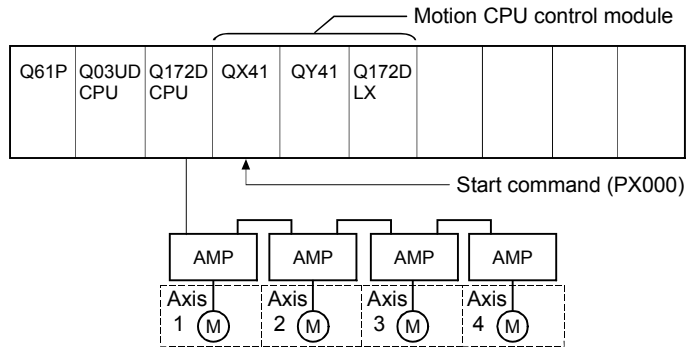 Motion CPU control module
Q61P
Q03UD
CPU
Q172D
CPU
QX41
QY41
Q172D
LX
Start command (PX000)
AMP
AMP
AMP
AMP
Axis
1
M
Axis
2
M
Axis
3
M
Axis
4
M